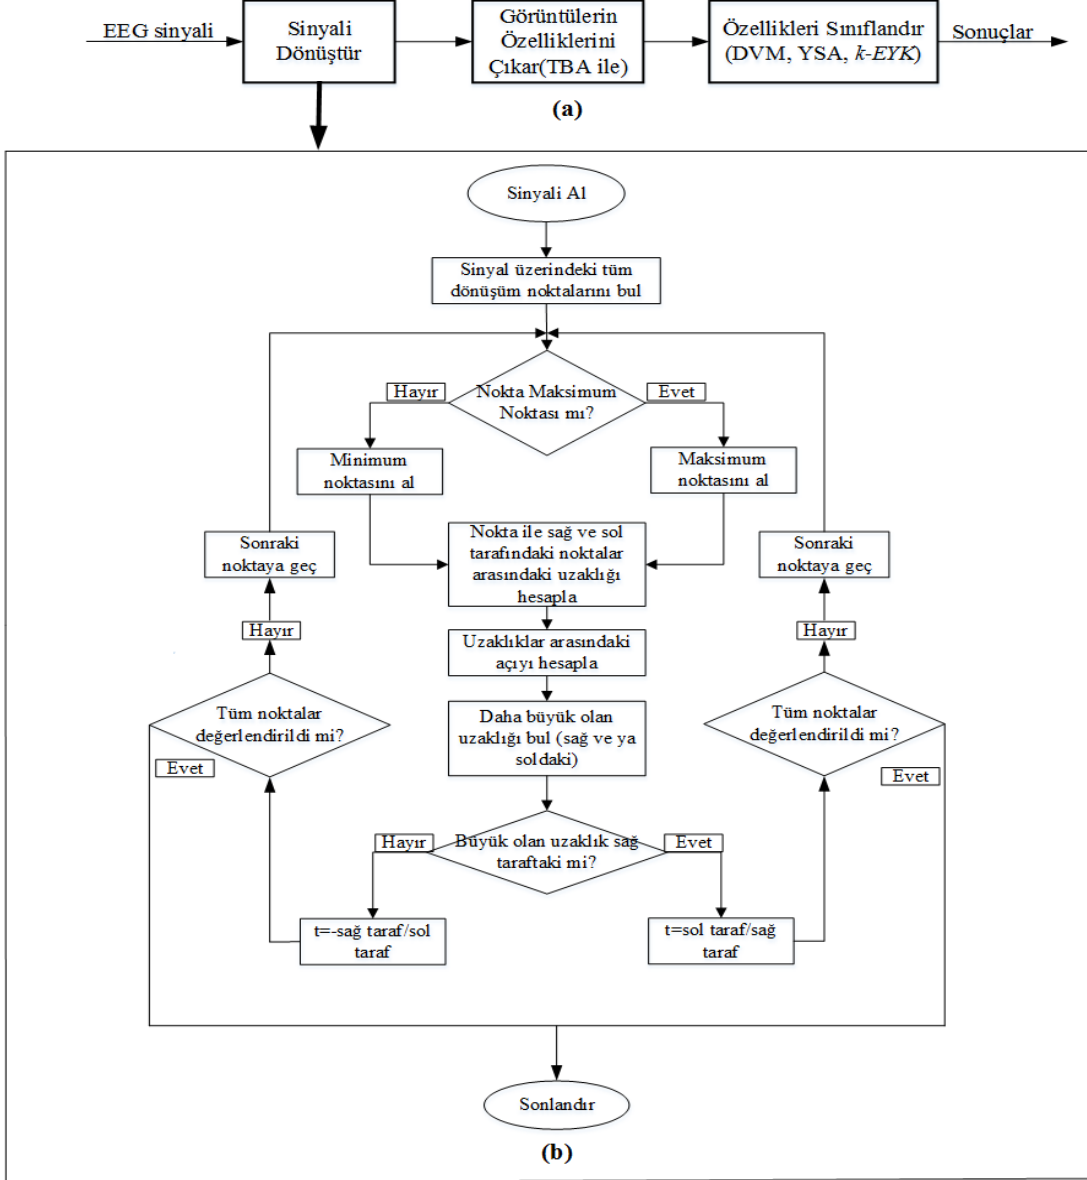 EEG sinyali
Sinyali
Dönüştür
Görüntülerin
Özelliklerini
Çıkar(TBA ile)
Özellikleri Sınıflandır
(DVM, YSA, k-EYK)
Sonuçlar
(a)
Sinyali Al
Sinyal üzerindeki tüm
dönüşüm noktalarını bul
Hayır
Nokta Maksimum
Noktası mı?
Evet
Minimum
noktasını al
Maksimum
noktasını al
Nokta ile sağ ve sol
tarafındaki noktalar
arasındaki uzaklığı
hesapla
Sonraki
noktaya geç
Sonraki
noktaya geç
Hayır
Uzaklıklar arasındaki
açıyı hesapla
Hayır
Tüm noktalar
değerlendirildi mi?
Evet
Daha büyük olan
uzaklığı bul (sağ ve ya
soldaki)
Tüm noktalar
değerlendirildi mi?
Evet
Hayır
Büyük olan uzaklık sağ
taraftaki mi?
Evet
t=-sağ taraf/sol
taraf
t=sol taraf/sağ
taraf
Sonlandır
(b)